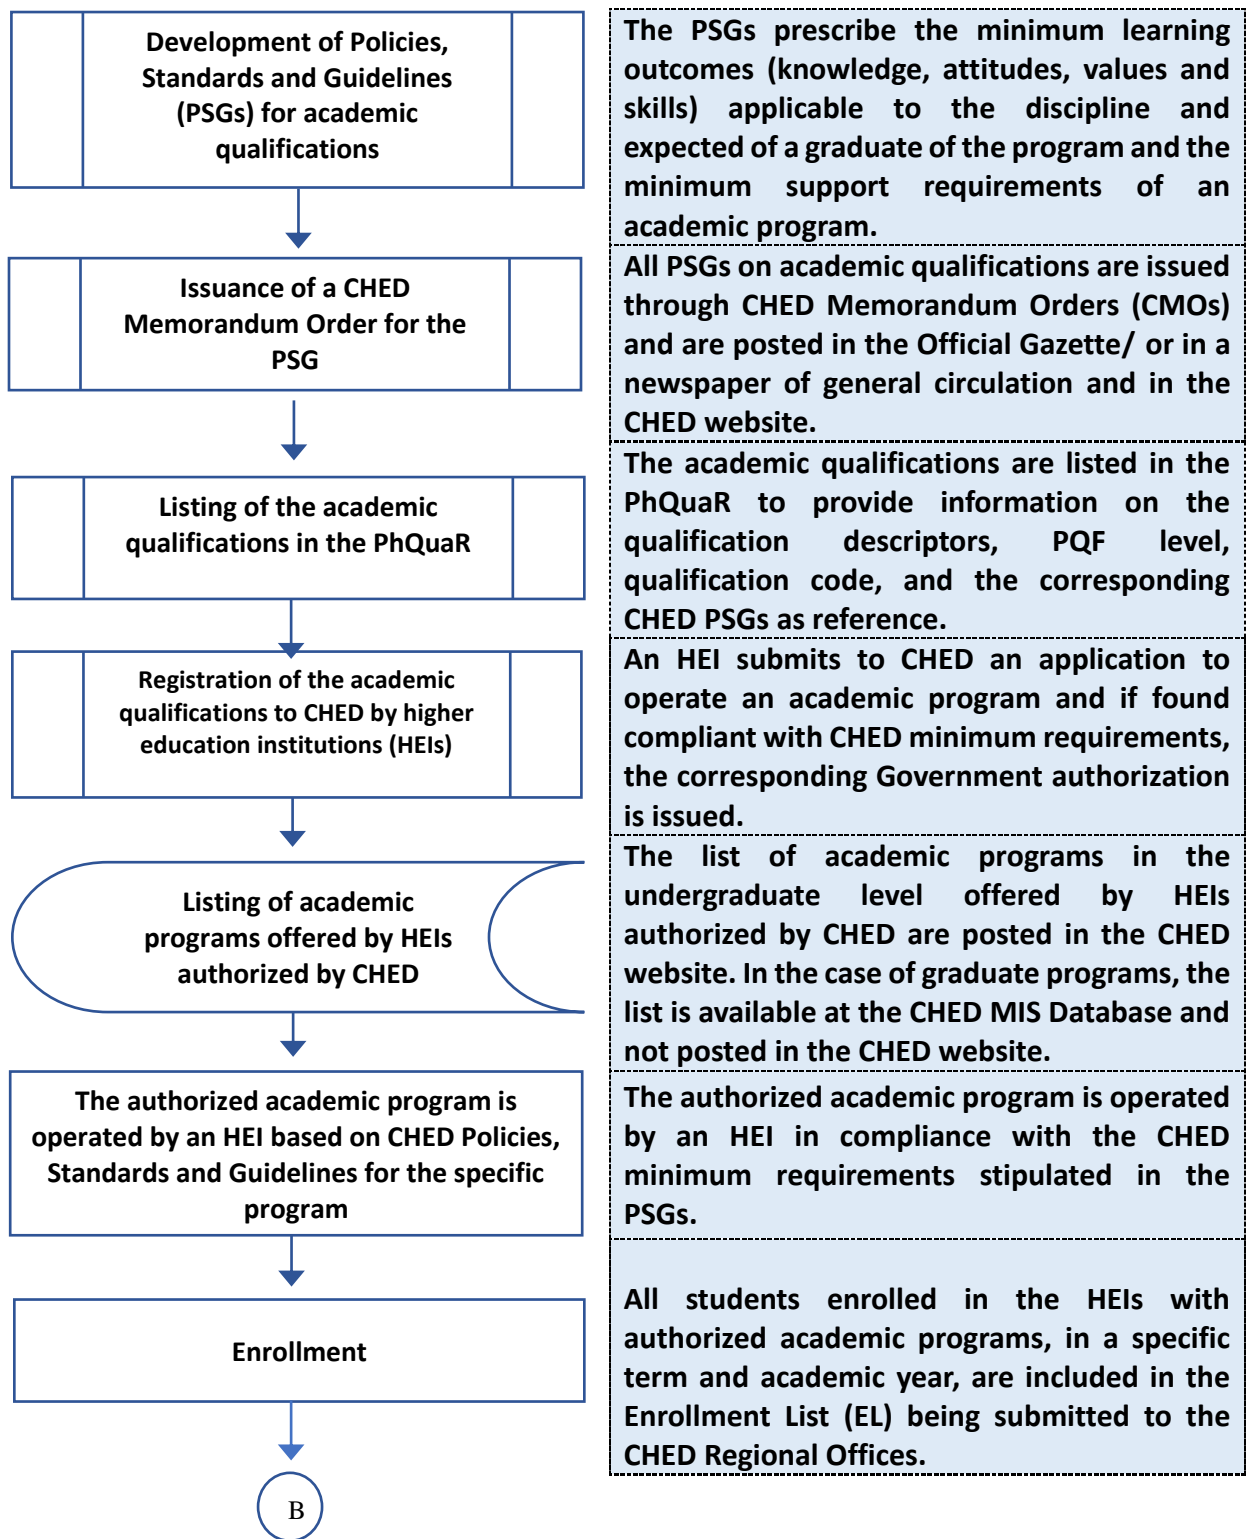 Development of Policies,
Standards and Guidelines
(PSGs) for academic
qualifications
The PSGs prescribe the minimum learning
outcomes (knowledge, attitudes, values and
skills) applicable to the discipline and
expected of a graduate of the program and the
minimum support requirements of an
academic program.
Issuance of a CHED
Memorandum Order for the
PSG
All PSGs on academic qualifications are issued
through CHED Memorandum Orders (CMOs)
and are posted in the Official Gazette/ or in a
newspaper of general circulation and in the
CHED website.
Listing of the academic
qualifications in the PhQuaR
The academic qualifications are listed in the
PhQuaR to provide information on the
qualification descriptors, PQF level,
qualification code, and the corresponding
CHED PSGs as reference.
Registration of the academic
qualifications to CHED by higher
education institutions (HEIs)
An HEI submits to CHED an application to
operate an academic program and if found
compliant with CHED minimum requirements,
the corresponding Government authorization
is issued.
Listing of academic
programs offered by HEIs
authorized by CHED
The list of academic programs in the
undergraduate level offered by HEIs
authorized by CHED are posted in the CHED
website. In the case of graduate programs, the
list is available at the CHED MIS Database and
not posted in the CHED website.
The authorized academic program is
operated by an HEI based on CHED Policies,
Standards and Guidelines for the specific
program
The authorized academic program is operated
by an HEI in compliance with the CHED
minimum requirements stipulated in the
PSGs.
Enrollment
All students enrolled in the HEIs with
authorized academic programs, in a specific
term and academic year, are included in the
Enrollment List (EL) being submitted to the
CHED Regional Offices.
B